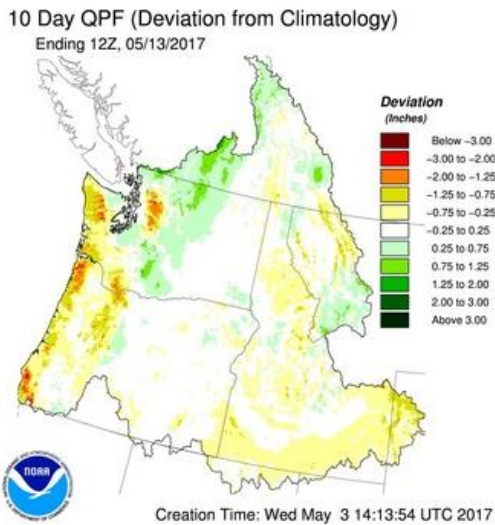 10 Day QPF (Deviation from Climatology)
Ending 12Z, 05/13/2017
Deviation
(Inches)
Below −3.00
−3.00 to −2.00
−2.00 to −1.25
−1.25 to −0.75
−0.75 to −0.25
−0.25 to 0.25
0.25 to 0.75
0.75 to 1.25
1.25 to 2.00
2.00 to 3.00
Above 3.00
NOAA
Creation Time: Wed May 3 14:13:54 UTC 2017